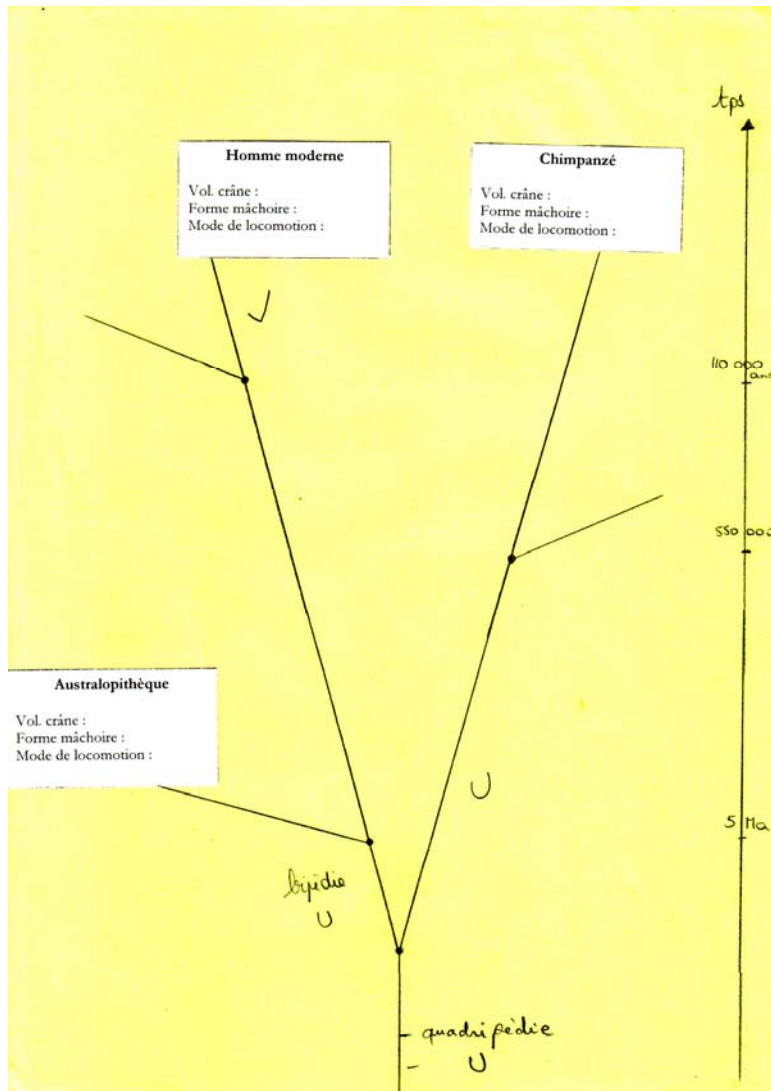 tps
Homme moderne
Vol. crâne :
Forme mâchoire :
Mode de locomotion :
Chimpanzé
Vol. crâne :
Forme mâchoire :
Mode de locomotion :
V
110 000
ans
550 000
Australopithèque
Vol. crâne :
Forme mâchoire :
Mode de locomotion :
U
5 Ma
bipédie
U
quadripédie
U